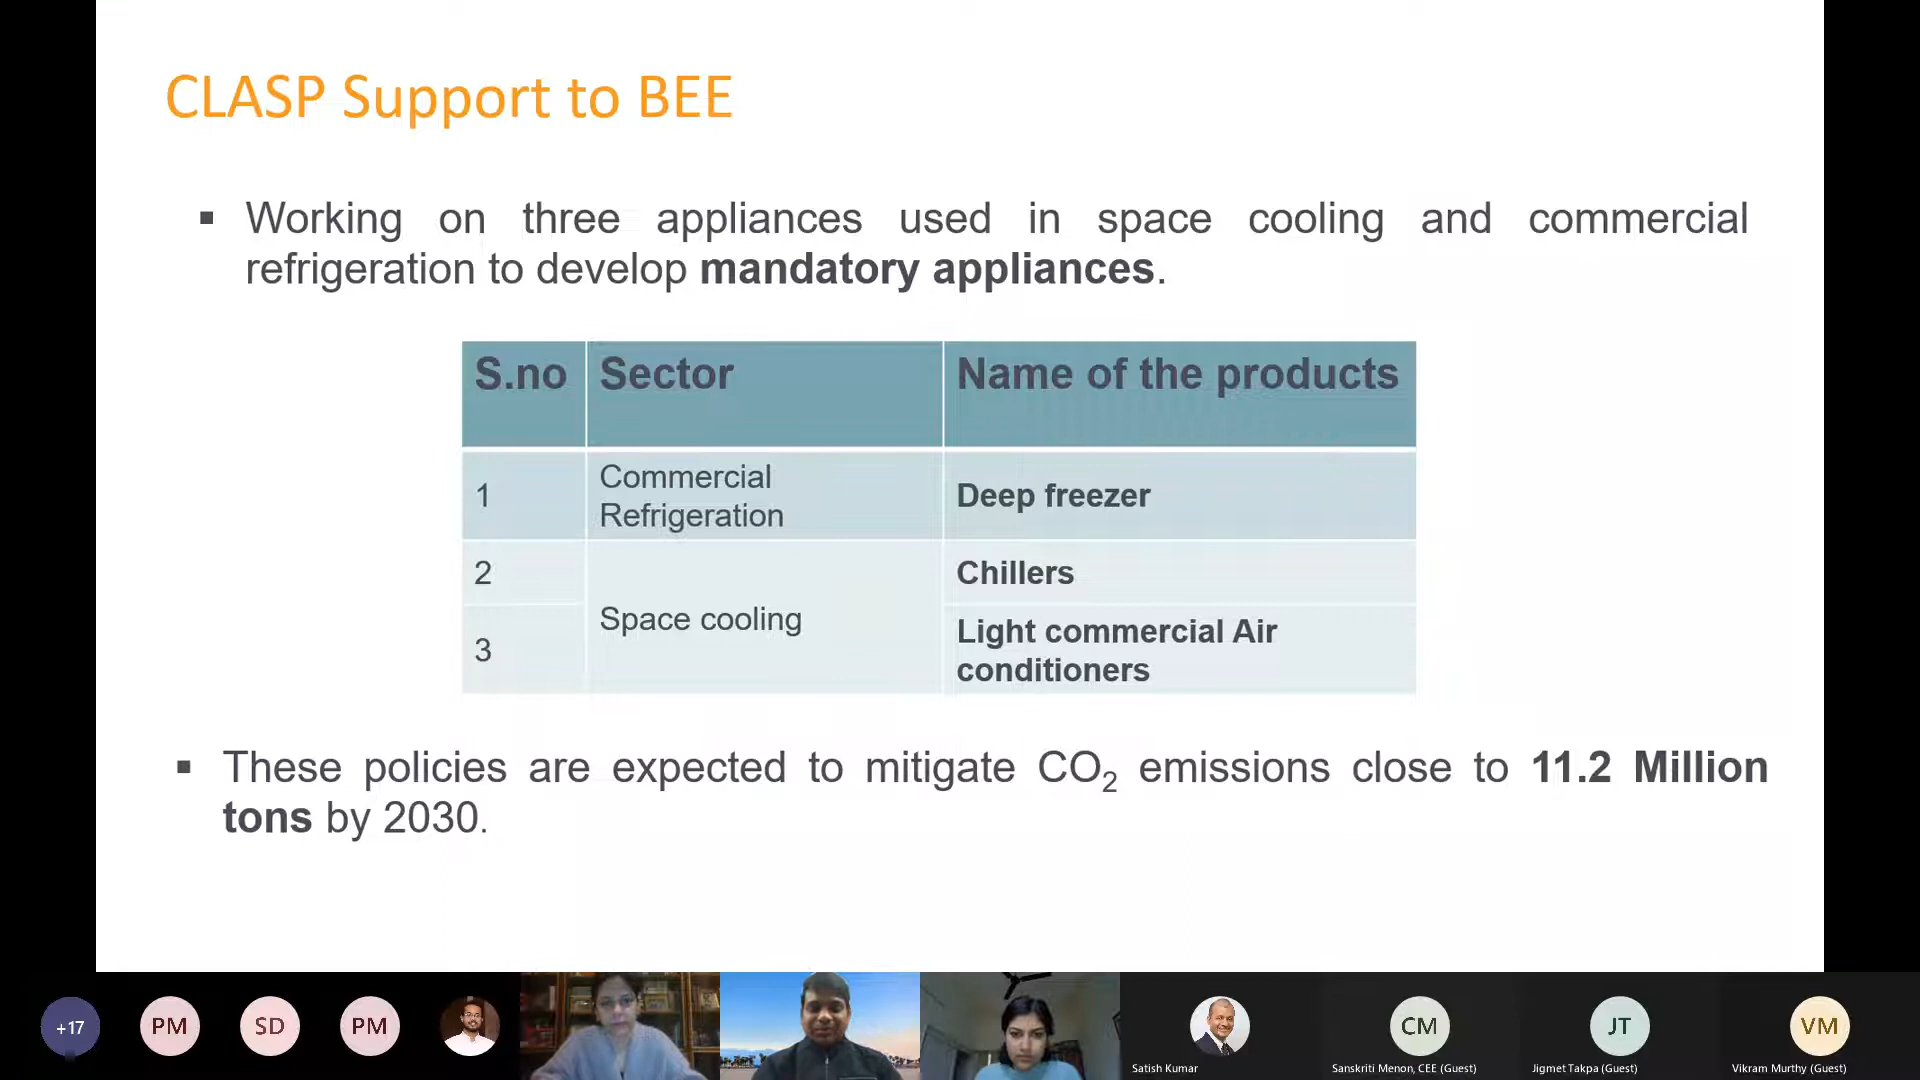 CLASP Support to BEE
▪ Working on three appliances used in space cooling and commercial
refrigeration to develop mandatory appliances.
S.no Sector Name of the products
1 Commercial Refrigeration Deep freezer
2 Space cooling Chillers
3 Light commercial Air conditioners
▪ These policies are expected to mitigate CO₂ emissions close to 11.2 Million
tons by 2030.
+17 PM SD PM CM JT VM
Satish Kumar Sanskriti Menon, CEE (Guest) Jigmet Takpa (Guest) Vikram Murthy (Guest)